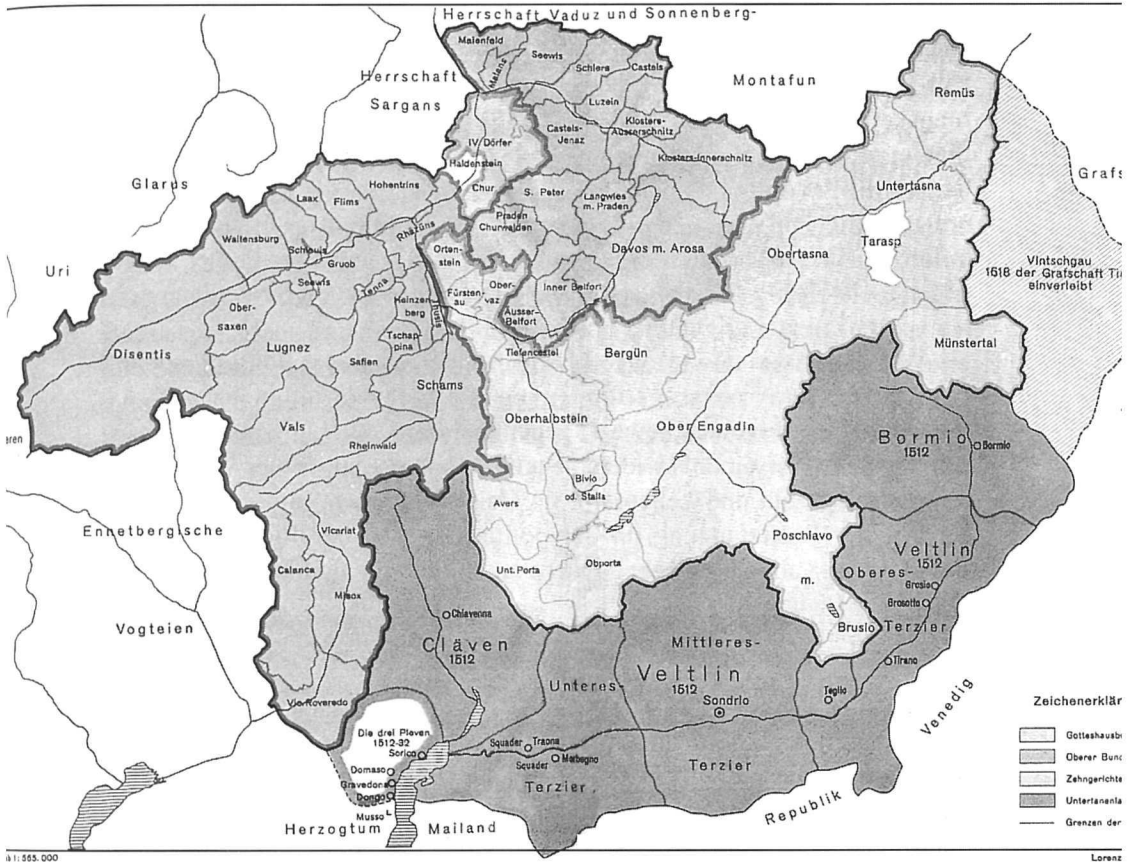 Herrschaft Vaduz und Sonnenberg-
Maienfeld
Malans
Seewis
Schiers
Castels
Herrschaft
Sargans
Montafun
Luzein
Klosters-
Ausserschnitz
Castels-
Jenaz
Klosters-Innerschnitz
IV/Dörfer
Haldenstein
Chur
Remüs
Untertasna
Grafs
Glarus
Hohentrins
Laax
Flims
S. Peter
Langwies
m. Praden
Praden
Churwalden
Tarasp
Waltensburg
Schleuis
Rhäzüns
Orten-
stein
Davos m. Arosa
Obertasna
Vintschgau
1618 der Grafschaft Ti
einverleibt
Uri
Gruob
Seewis
Tenna
Fürsten-
au
Ober-
vaz
Inner Belfort
Ausser-
Belfort
Heinzen-
berg
Thusis
Ober-
saxen
Tschap-
pina
Disentis
Lugnez
Safien
Tiefencastel
Bergün
Münstertal
Schams
Vals
Oberhalbstein
Ober Engadin
Bormio
1512
Bormio
eren
Rheinwald
Bivio
od. Stalla
Avers
Ennetbergische
Vicariat
Poschiavo
m.
Brusio
Veltlin
1512
Oberes-
Grosio
Grosotto
Terzier
Tirano
Unt. Porta
Obporta
Calanca
Misox
Vogteien
Chiavenna
Cläven
1512
Mittleres-
Veltlin
1512
Sondrio
Unteres-
Teglio
Venedig
Vic.Roveredo
Die drei Pleven
1512-32
Sorico
Squader
Traona
Squader
Morbegno
Domaso
Gravedona
Dongo
Musso
Terzier
Terzier
Republik
Herzogtum Mailand
Zeichenerklär
Gotteshausb
Oberer Bund
Zehngerichte
Untertanenla
Grenzen der
1:565.000
Lorenz